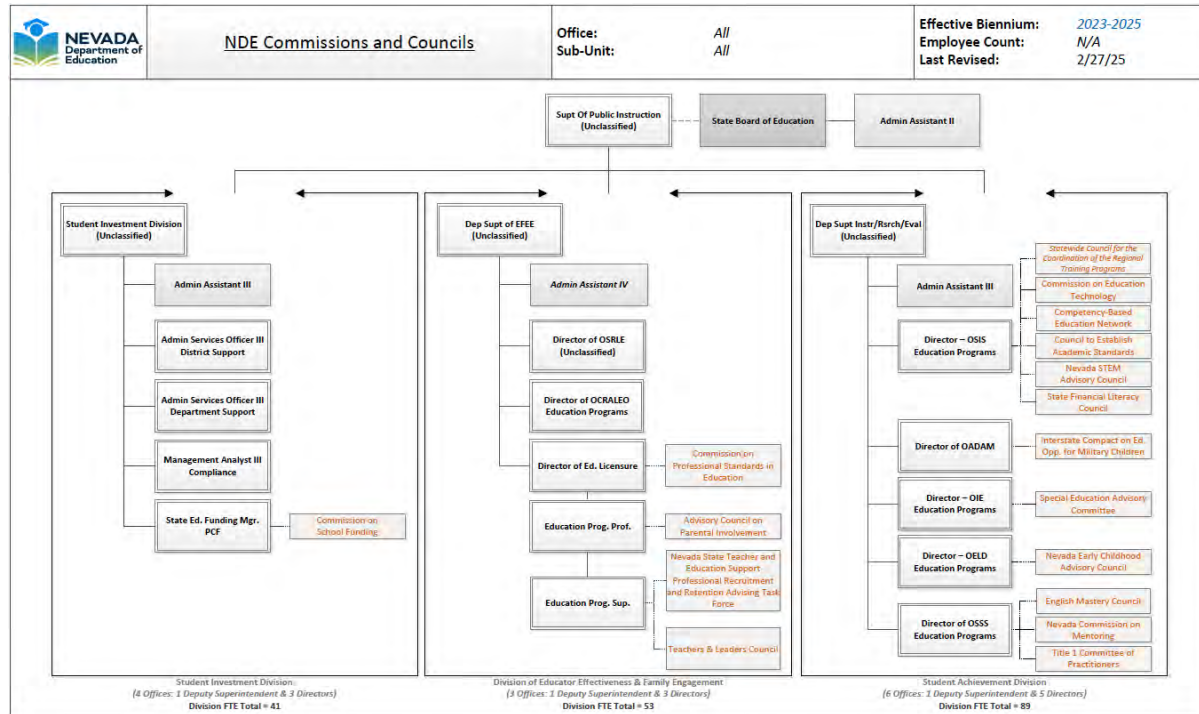 NEVADA
Department of
Education
NDE Commissions and Councils
Office: All
Sub-Unit: All
Effective Biennium: 2023-2025
Employee Count: N/A
Last Revised: 2/27/25
Supt Of Public Instruction
(Unclassified)
State Board of Education
Admin Assistant II
Student Investment Division
(Unclassified)
Admin Assistant III
Admin Services Officer III
District Support
Admin Services Officer III
Department Support
Management Analyst III
Compliance
State Ed. Funding Mgr.
PCF
Commission on
School Funding
Student Investment Division
(4 Offices: 1 Deputy Superintendent & 3 Directors)
Division FTE Total = 41
Dep Supt of EFEE
(Unclassified)
Admin Assistant IV
Director of OSRLE
(Unclassified)
Director of OCRALEO
Education Programs
Director of Ed. Licensure
Commission on
Professional Standards in
Education
Education Prog. Prof.
Advisory Council on
Parental Involvement
Education Prog. Sup.
Nevada State Teacher and
Education Support
Professional Recruitment
and Retention Advising Task
Force
Teachers & Leaders Council
Division of Educator Effectiveness & Family Engagement
(3 Offices: 1 Deputy Superintendent & 3 Directors)
Division FTE Total = 53
Dep Supt Instr/Rsrch/Eval
(Unclassified)
Admin Assistant III
Director – OSIS
Education Programs
Statewide Council for the
Coordination of the Regional
Training Programs
Commission on Education
Technology
Competency-Based
Education Network
Council to Establish
Academic Standards
Nevada STEM
Advisory Council
State Financial Literacy
Council
Director of OADAM
Interstate Compact on Ed.
Opp. for Military Children
Director – OIE
Education Programs
Special Education Advisory
Committee
Director – OELD
Education Programs
Nevada Early Childhood
Advisory Council
Director of OSSS
Education Programs
English Mastery Council
Nevada Commission on
Mentoring
Title 1 Committee of
Practitioners
Student Achievement Division
(6 Offices: 1 Deputy Superintendent & 5 Directors)
Division FTE Total = 89